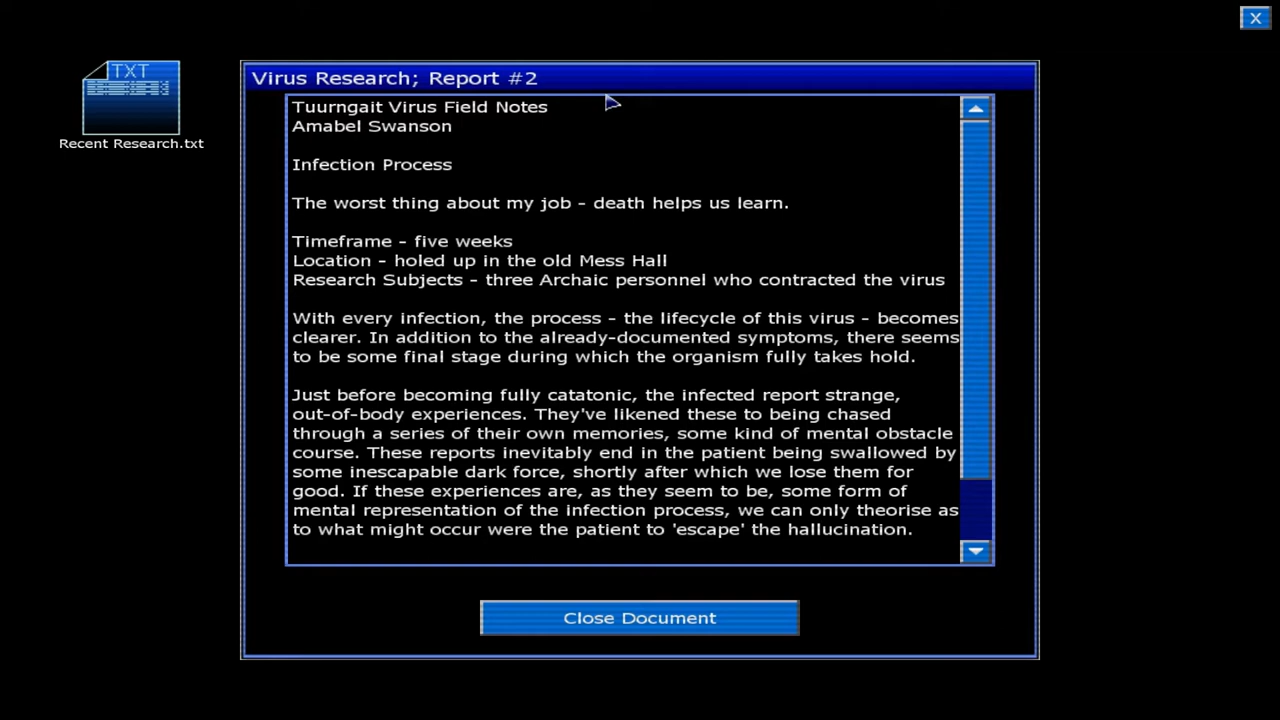 X
TXT
Recent Research.txt
Virus Research; Report #2
Tuurngait Virus Field Notes
Amabel Swanson
Infection Process
The worst thing about my job - death helps us learn.
Timeframe - five weeks
Location - holed up in the old Mess Hall
Research Subjects - three Archaic personnel who contracted the virus
With every infection, the process - the lifecycle of this virus - becomes
clearer. In addition to the already-documented symptoms, there seems
to be some final stage during which the organism fully takes hold.
Just before becoming fully catatonic, the infected report strange,
out-of-body experiences. They've likened these to being chased
through a series of their own memories, some kind of mental obstacle
course. These reports inevitably end in the patient being swallowed by
some inescapable dark force, shortly after which we lose them for
good. If these experiences are, as they seem to be, some form of
mental representation of the infection process, we can only theorise as
to what might occur were the patient to 'escape' the hallucination.
Close Document